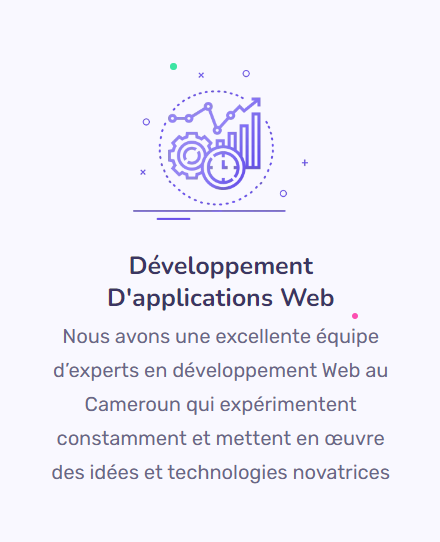 Développement
D'applications Web
Nous avons une excellente équipe
d’experts en développement Web au
Cameroun qui expérimentent
constamment et mettent en œuvre
des idées et technologies novatrices